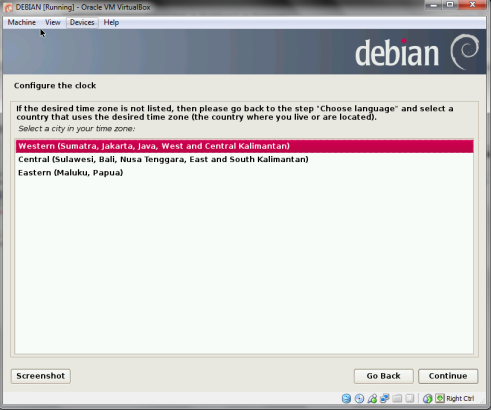 DEBIAN [Running] - Oracle VM VirtualBox
Machine View Devices Help
debian
Configure the clock
If the desired time zone is not listed, then please go back to the step "Choose language" and select a
country that uses the desired time zone (the country where you live or are located).
Select a city in your time zone:
Western (Sumatra, Jakarta, Java, West and Central Kalimantan)
Central (Sulawesi, Bali, Nusa Tenggara, East and South Kalimantan)
Eastern (Maluku, Papua)
Screenshot Go Back Continue
Right Ctrl